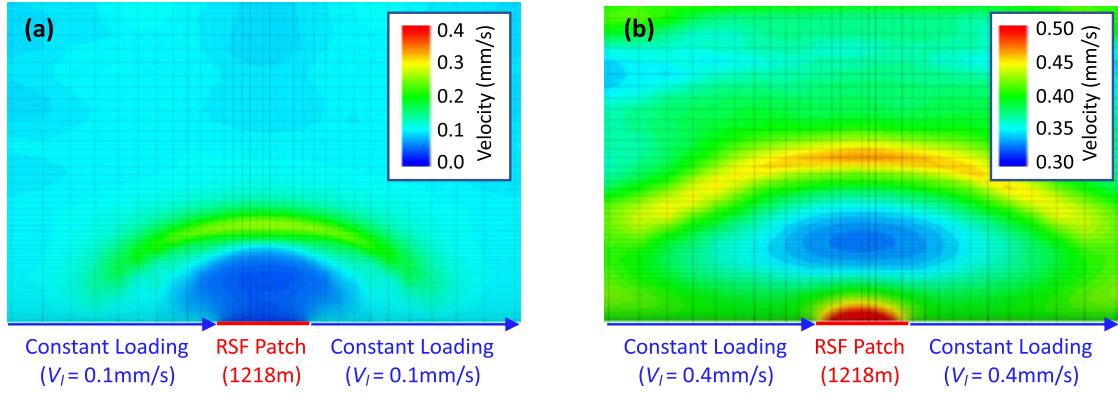 (a)
0.4
0.3
0.2
0.1
0.0
Velocity (mm/s)
Constant Loading
(V_l = 0.1mm/s)
RSF Patch
(1218m)
Constant Loading
(V_l = 0.1mm/s)
(b)
0.50
0.45
0.40
0.35
0.30
Velocity (mm/s)
Constant Loading
(V_l = 0.4mm/s)
RSF Patch
(1218m)
Constant Loading
(V_l = 0.4mm/s)